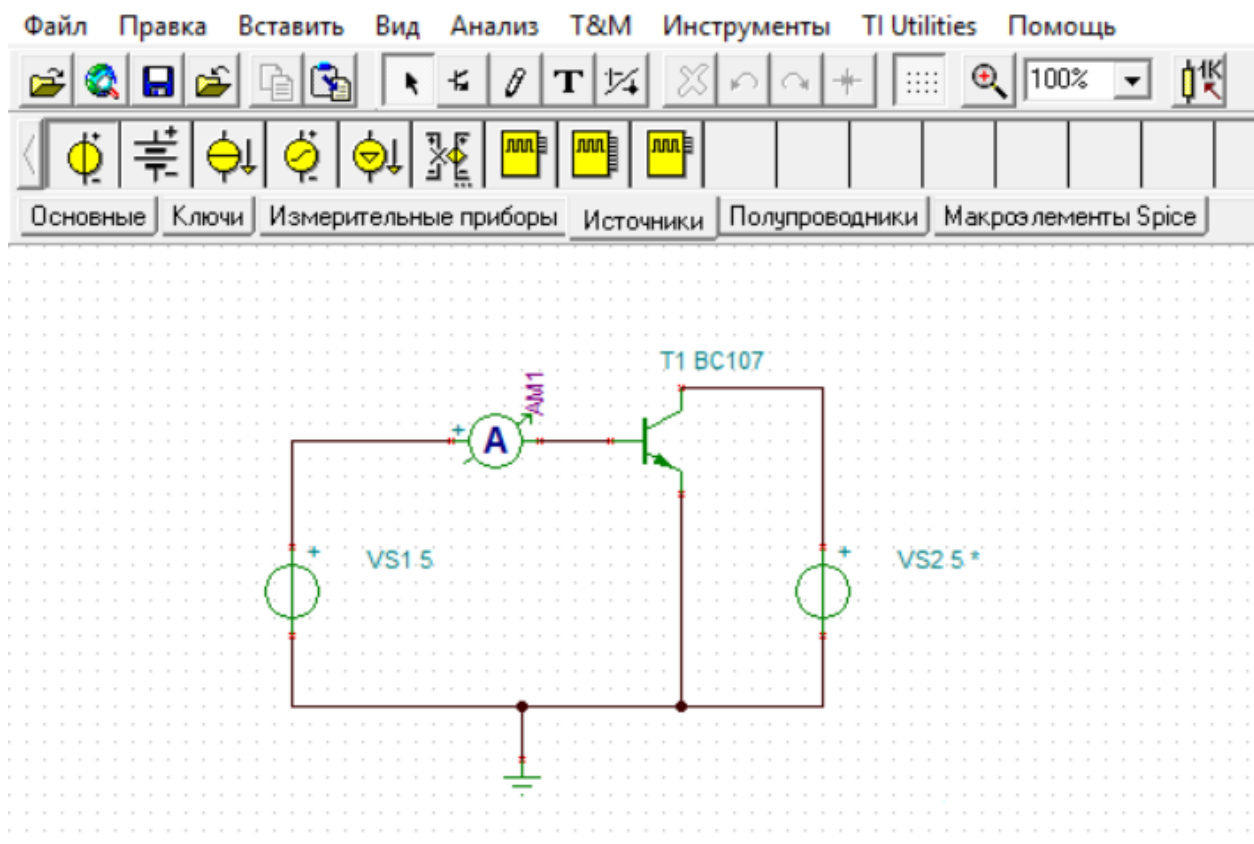 Файл Правка Вставить Вид Анализ T&M Инструменты TI Utilities Помощь
T 100% 1K
Основные Ключи Измерительные приборы Источники Полупроводники Макроэлементы Spice
T1 BC107
AM1
+ A
+ VS1 5 + VS2 5 *